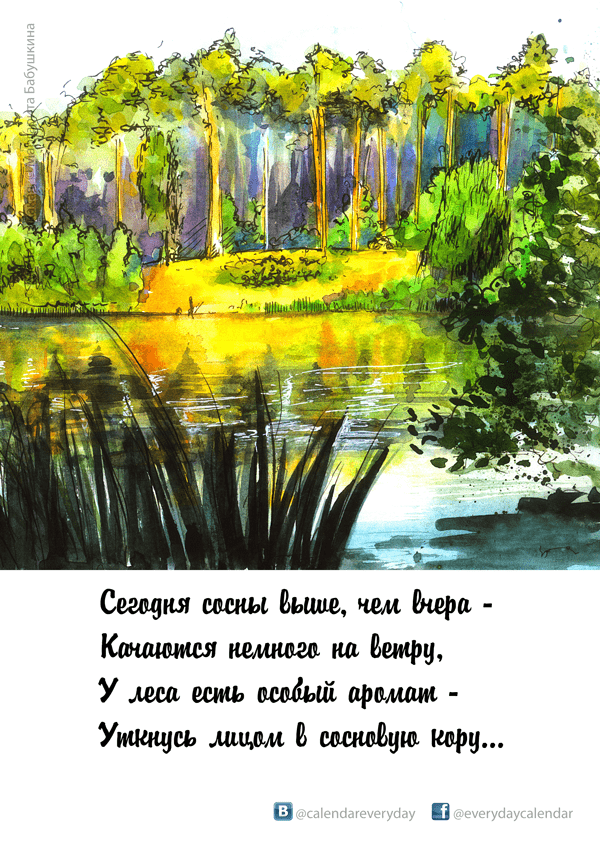 Бабушкина
Сегодня сосны выше, чем вчера -
Качаются немного на ветру,
У леса есть особый аромат -
Уткнусь лицом в сосновую кору...
В @calendareveryday f @everydaycalendar